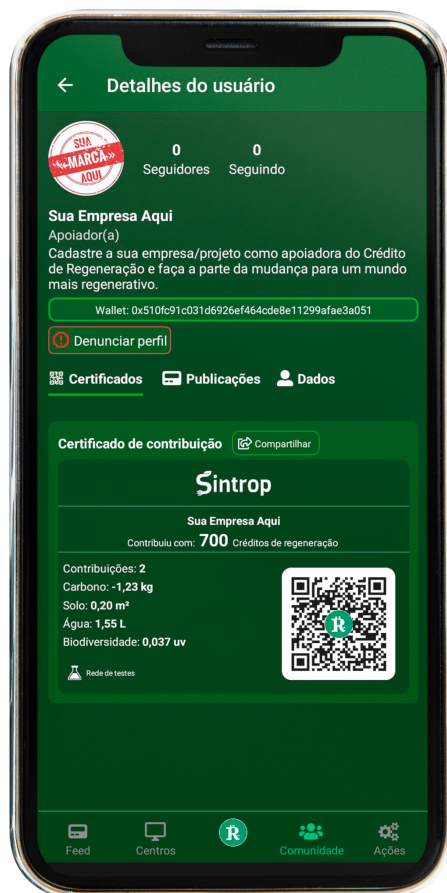 Detalhes do usuário
SUA
MARCA
AQUI
0
0
Seguidores
Seguindo
Sua Empresa Aqui
Apoiador(a)
Cadastre a sua empresa/projeto como apoiadora do Crédito
de Regeneração e faça a parte da mudança para um mundo
mais regenerativo.
Wallet: 0x510fc91c031d6926ef464cde8e11299afae3a051
Denunciar perfil
Certificados
Publicações
Dados
Certificado de contribuição
Compartilhar
Sintrop
Sua Empresa Aqui
Contribuiu com: 700 Créditos de regeneração
Contribuições: 2
Carbono: -1,23 kg
Solo: 0,20 m²
Água: 1,55 L
Biodiversidade: 0,037 uv
Rede de testes
R
Feed
Centros
R
Comunidade
Ações